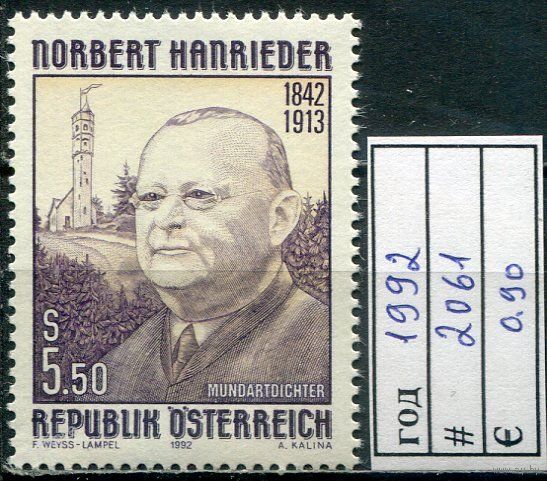 NORBERT HANRIEDER
1842
1913
S
5.50
MUNDARTDICHTER
REPUBLIK ÖSTERREICH
F. WEYSS-LAMPEL 1992 A. KALINA
год 1992
# 2061
€ 0.90